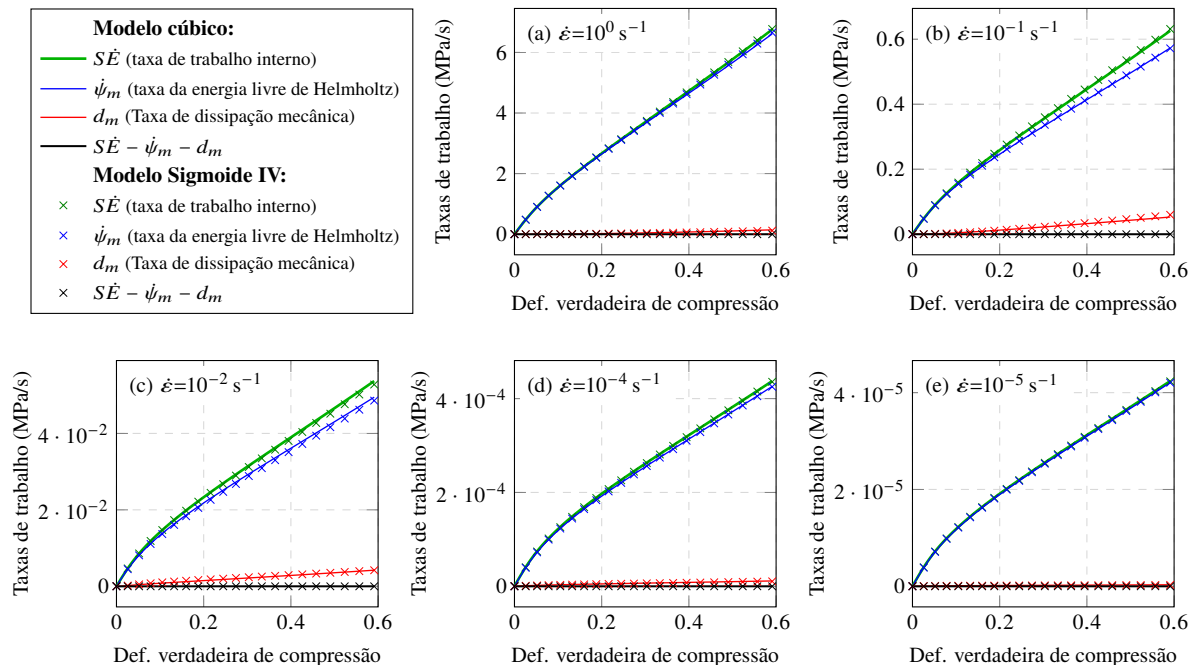 Modelo cúbico:
SĖ (taxa de trabalho interno)
ψ̇ₘ (taxa da energia livre de Helmholtz)
dₘ (Taxa de dissipação mecânica)
SĖ − ψ̇ₘ − dₘ
Modelo Sigmoide IV:
SĖ (taxa de trabalho interno)
ψ̇ₘ (taxa da energia livre de Helmholtz)
dₘ (Taxa de dissipação mecânica)
SĖ − ψ̇ₘ − dₘ
(a) ε̇=10⁰ s⁻¹
Taxas de trabalho (MPa/s)
6
4
2
0
0 0.2 0.4 0.6
Def. verdadeira de compressão
(b) ε̇=10⁻¹ s⁻¹
Taxas de trabalho (MPa/s)
0.6
0.4
0.2
0
0 0.2 0.4 0.6
Def. verdadeira de compressão
(c) ε̇=10⁻² s⁻¹
Taxas de trabalho (MPa/s)
4 · 10⁻²
2 · 10⁻²
0
0 0.2 0.4 0.6
Def. verdadeira de compressão
(d) ε̇=10⁻⁴ s⁻¹
Taxas de trabalho (MPa/s)
4 · 10⁻⁴
2 · 10⁻⁴
0
0 0.2 0.4 0.6
Def. verdadeira de compressão
(e) ε̇=10⁻⁵ s⁻¹
Taxas de trabalho (MPa/s)
4 · 10⁻⁵
2 · 10⁻⁵
0
0 0.2 0.4 0.6
Def. verdadeira de compressão